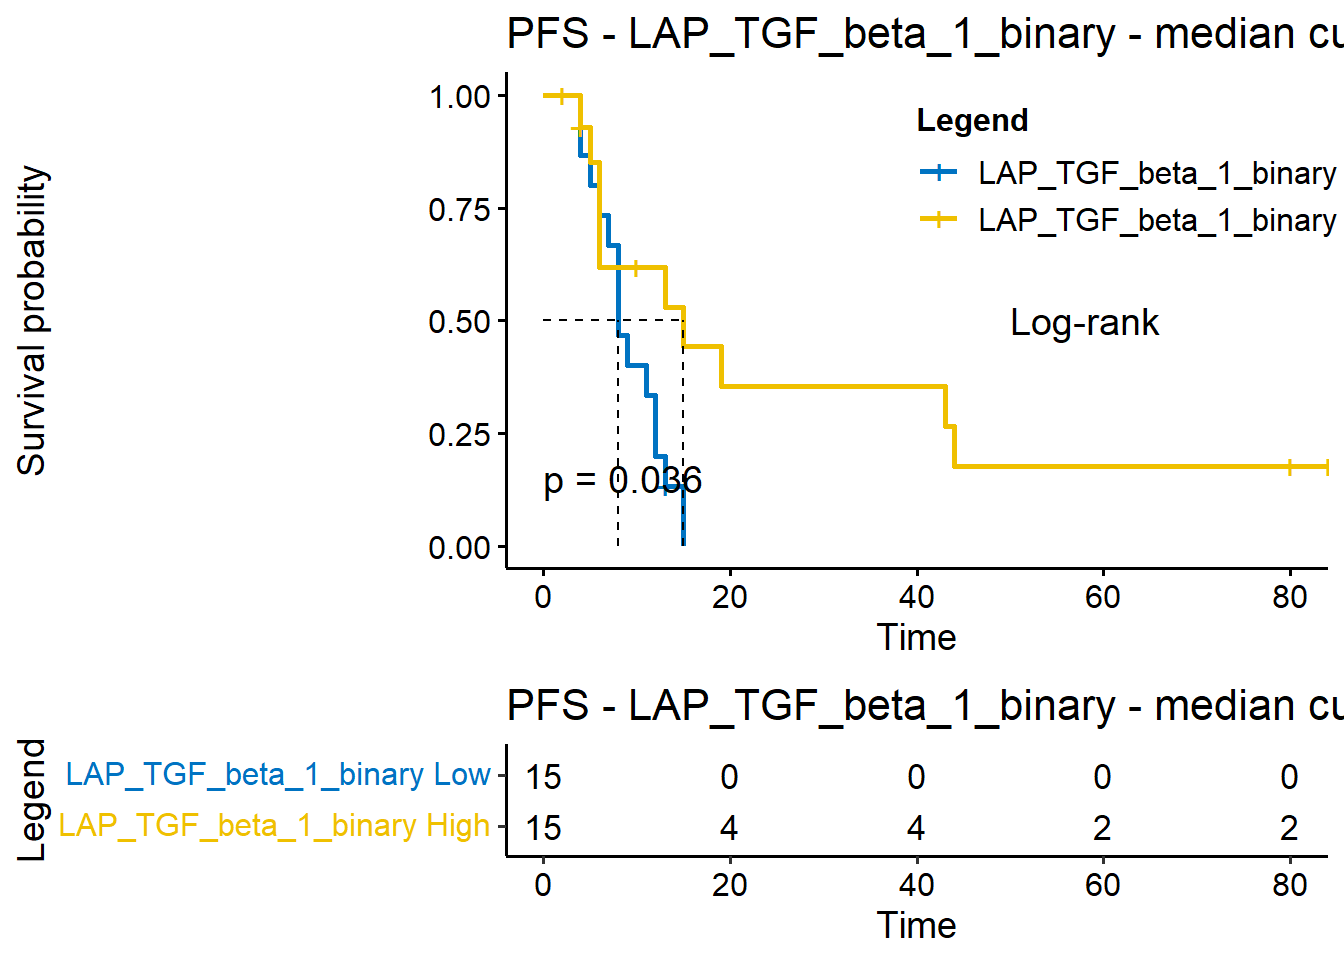 PFS - LAP_TGF_beta_1_binary - median cu
Survival probability
1.00
0.75
0.50
0.25
0.00
Legend
LAP_TGF_beta_1_binary
LAP_TGF_beta_1_binary
Log-rank
p = 0.036
0 20 40 60 80
Time
PFS - LAP_TGF_beta_1_binary - median cu
Legend
LAP_TGF_beta_1_binary Low 15 0 0 0 0
LAP_TGF_beta_1_binary High 15 4 4 2 2
0 20 40 60 80
Time